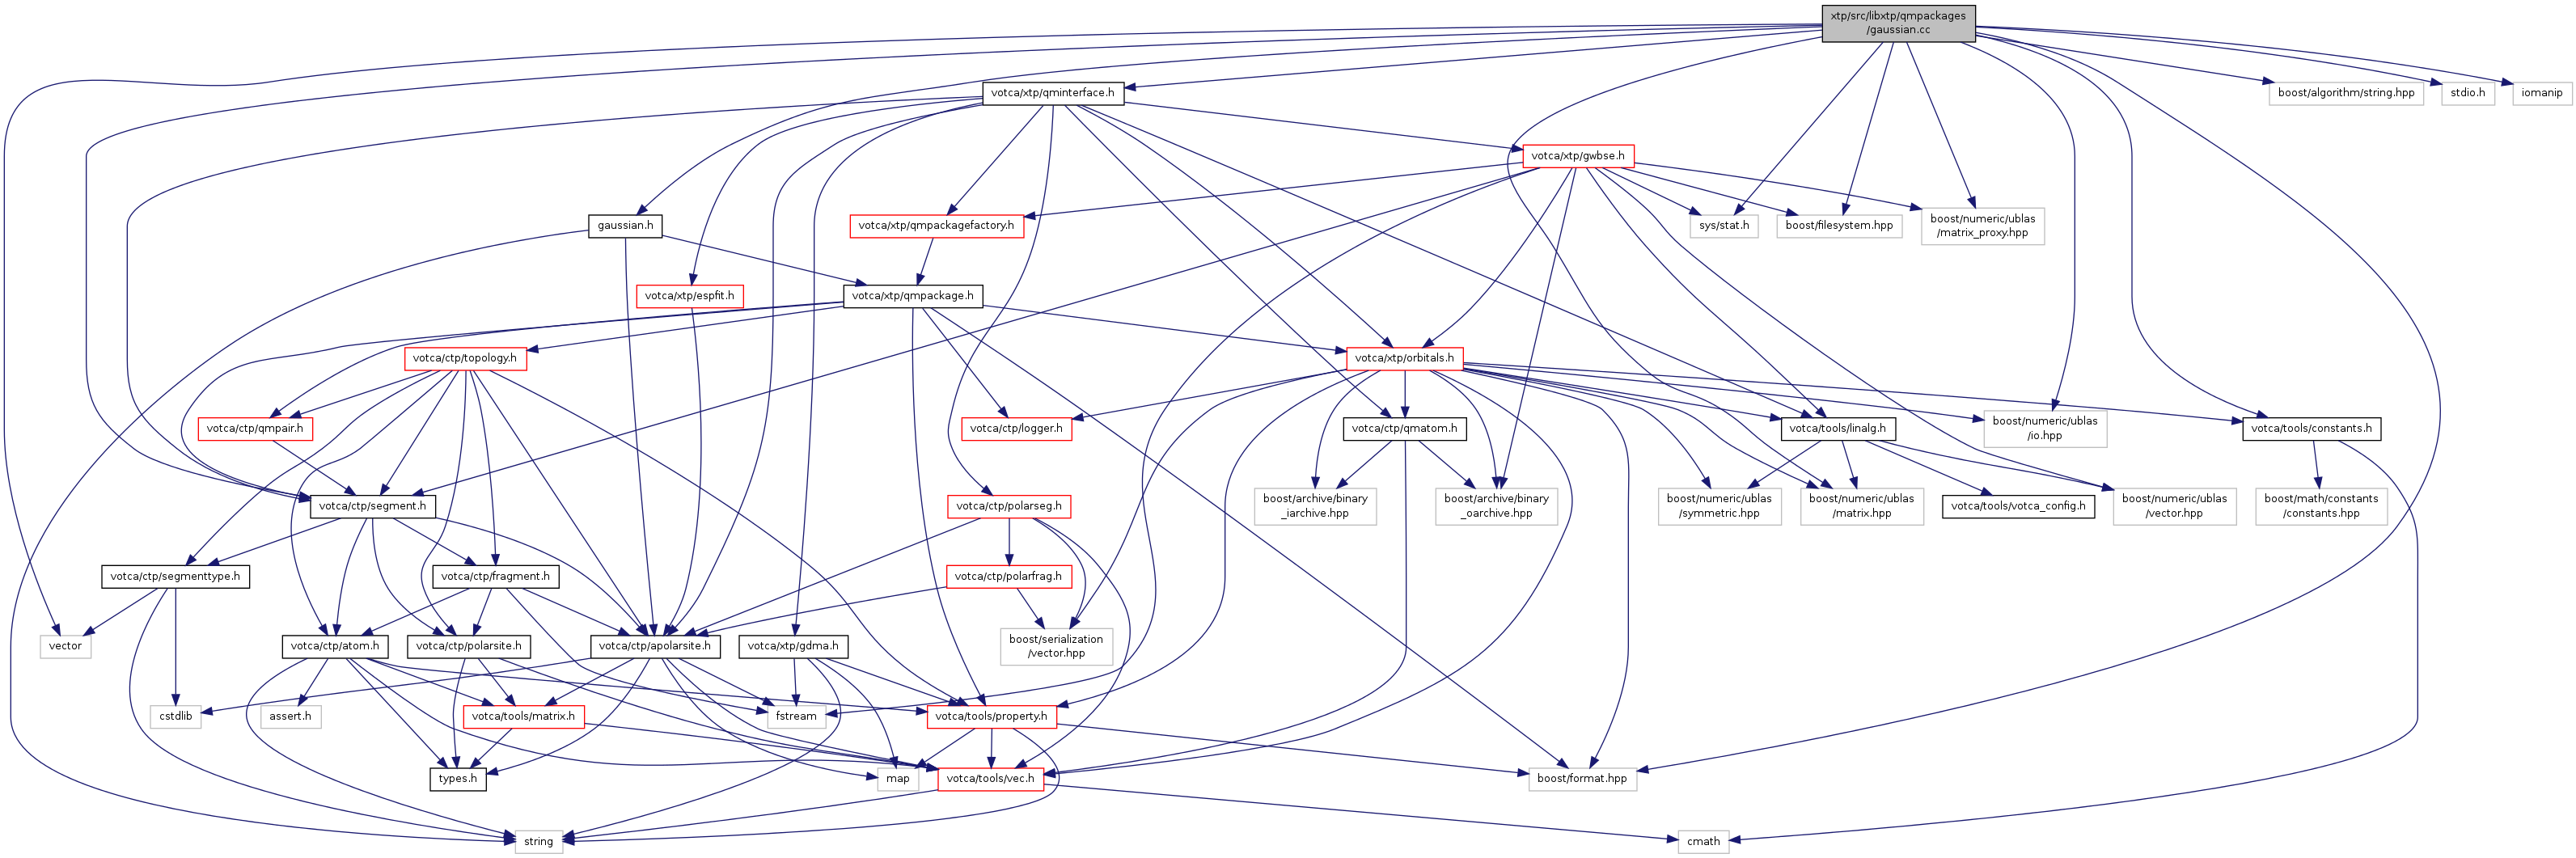 xtp/src/libxtp/qmpackages
/gaussian.cc
votca/xtp/qminterface.h
boost/algorithm/string.hpp
stdio.h
iomanip
votca/xtp/gwbse.h
gaussian.h
votca/xtp/qmpackagefactory.h
sys/stat.h
boost/filesystem.hpp
boost/numeric/ublas
/matrix_proxy.hpp
votca/xtp/espfit.h
votca/xtp/qmpackage.h
votca/ctp/topology.h
votca/xtp/orbitals.h
votca/ctp/qmpair.h
votca/ctp/logger.h
votca/ctp/qmatom.h
votca/tools/linalg.h
boost/numeric/ublas
/io.hpp
votca/tools/constants.h
votca/ctp/segment.h
votca/ctp/polarseg.h
boost/archive/binary
_iarchive.hpp
boost/archive/binary
_oarchive.hpp
boost/numeric/ublas
/symmetric.hpp
boost/numeric/ublas
/matrix.hpp
votca/tools/votca_config.h
boost/numeric/ublas
/vector.hpp
boost/math/constants
/constants.hpp
votca/ctp/segmenttype.h
votca/ctp/fragment.h
votca/ctp/polarfrag.h
vector
votca/ctp/atom.h
votca/ctp/polarsite.h
votca/ctp/apolarsite.h
votca/xtp/gdma.h
boost/serialization
/vector.hpp
cstdlib
assert.h
votca/tools/matrix.h
fstream
votca/tools/property.h
types.h
map
votca/tools/vec.h
boost/format.hpp
string
cmath